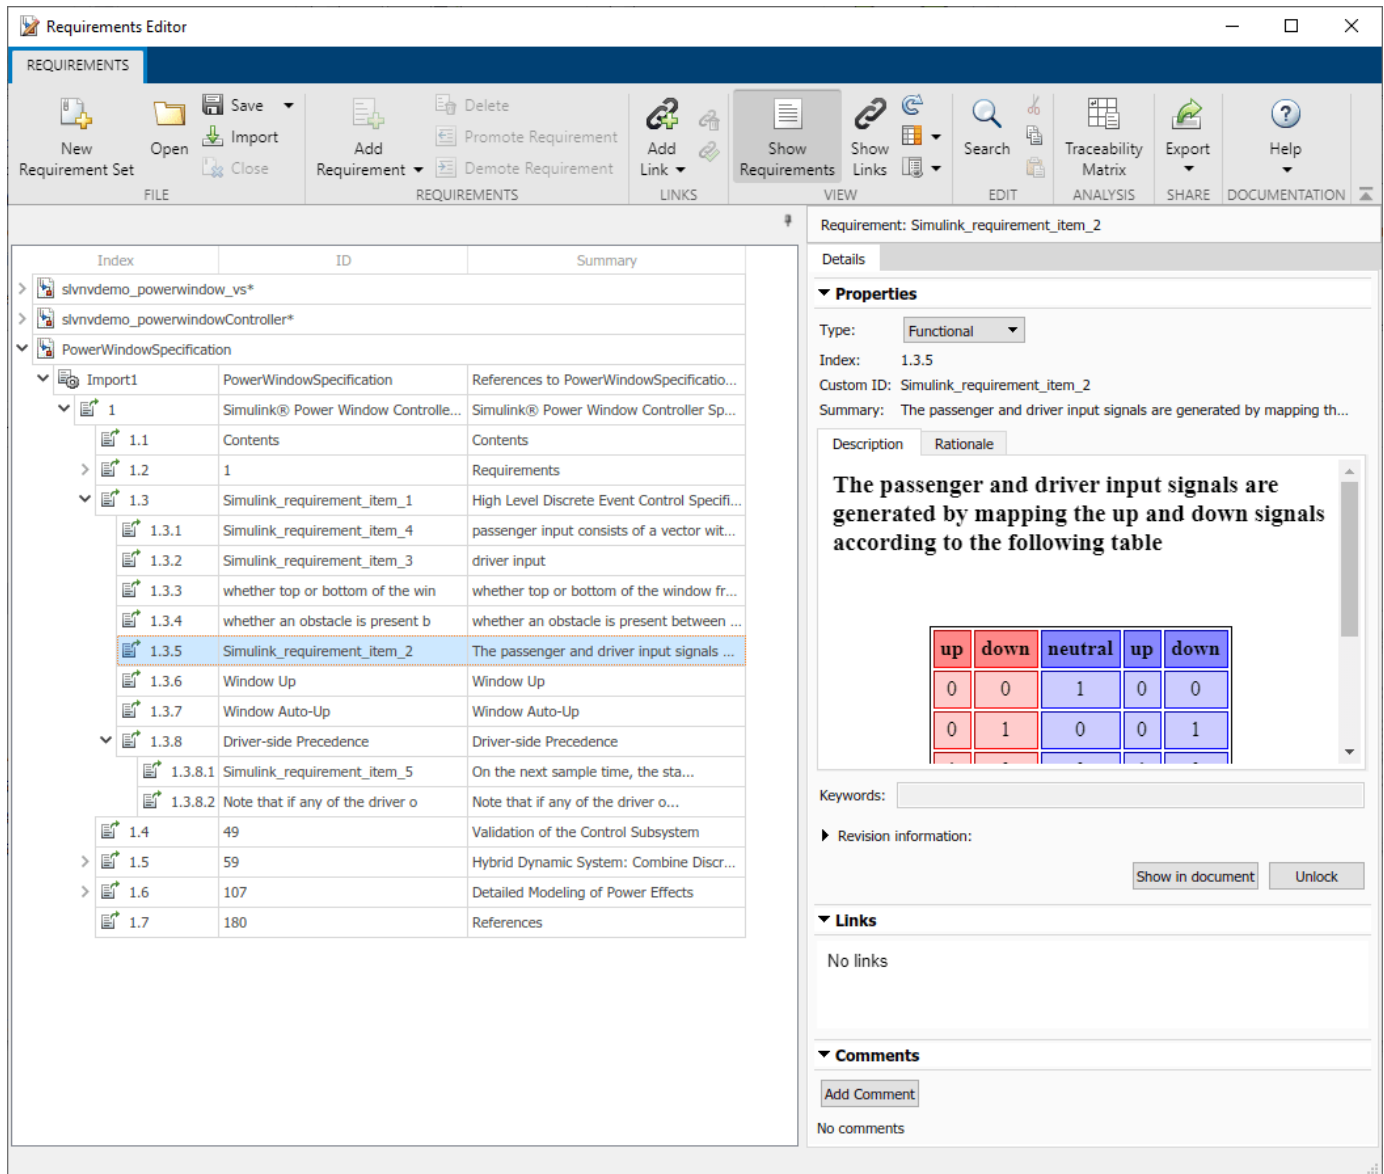 Requirements Editor
REQUIREMENTS
New Requirement Set
Open
Save
Import
Close
FILE
Add Requirement
Delete
Promote Requirement
Demote Requirement
REQUIREMENTS
Add Link
LINKS
Show Requirements
Show Links
VIEW
Search
EDIT
Traceability Matrix
ANALYSIS
Export
SHARE
Help
DOCUMENTATION
Index ID Summary
slvnvdemo_powerwindow_vs*
slvnvdemo_powerwindowController*
PowerWindowSpecification
Import1 PowerWindowSpecification References to PowerWindowSpecificatio...
1 Simulink® Power Window Controlle... Simulink® Power Window Controller Sp...
1.1 Contents Contents
1.2 1 Requirements
1.3 Simulink_requirement_item_1 High Level Discrete Event Control Specifi...
1.3.1 Simulink_requirement_item_4 passenger input consists of a vector wit...
1.3.2 Simulink_requirement_item_3 driver input
1.3.3 whether top or bottom of the win whether top or bottom of the window fr...
1.3.4 whether an obstacle is present b whether an obstacle is present between ...
1.3.5 Simulink_requirement_item_2 The passenger and driver input signals ...
1.3.6 Window Up Window Up
1.3.7 Window Auto-Up Window Auto-Up
1.3.8 Driver-side Precedence Driver-side Precedence
1.3.8.1 Simulink_requirement_item_5 On the next sample time, the sta...
1.3.8.2 Note that if any of the driver o Note that if any of the driver o...
1.4 49 Validation of the Control Subsystem
1.5 59 Hybrid Dynamic System: Combine Discr...
1.6 107 Detailed Modeling of Power Effects
1.7 180 References
Requirement: Simulink_requirement_item_2
Details
Properties
Type: Functional
Index: 1.3.5
Custom ID: Simulink_requirement_item_2
Summary: The passenger and driver input signals are generated by mapping th...
Description Rationale
The passenger and driver input signals are
generated by mapping the up and down signals
according to the following table
up down neutral up down
0 0 1 0 0
0 1 0 0 1
Keywords:
Revision information:
Show in document Unlock
Links
No links
Comments
Add Comment
No comments